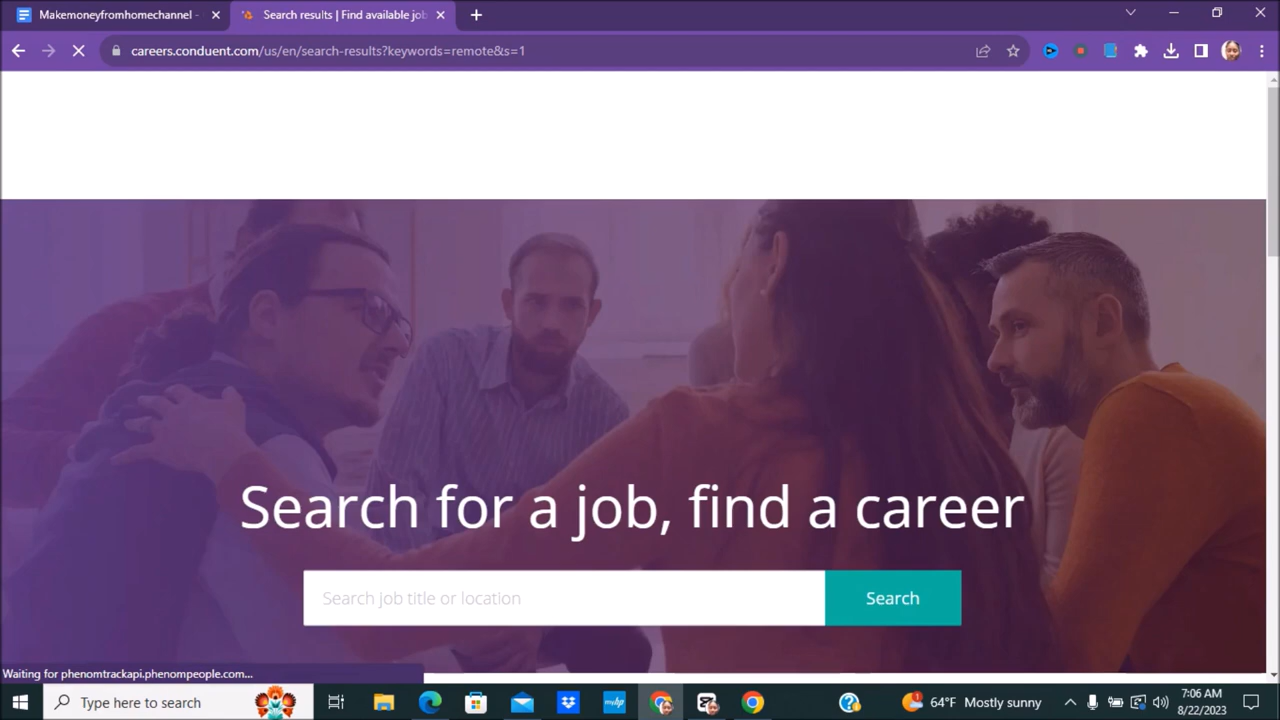 Makemoneyfromhomechannel -
Search results | Find available job
careers.conduent.com/us/en/search-results?keywords=remote&s=1
Search for a job, find a career
Search job title or location
Search
Waiting for phenomtrackapi.phenompeople.com...
Type here to search
64°F Mostly sunny
7:06 AM
8/22/2023